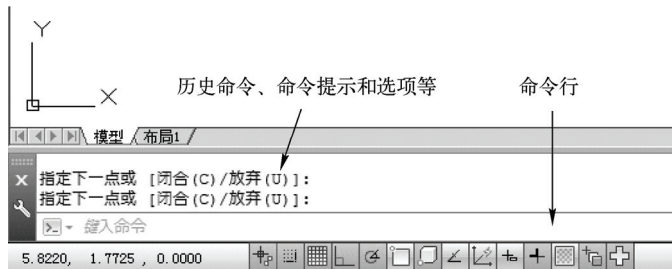 Y
X
历史命令、命令提示和选项等
命令行
模型 布局1
指定下一点或 [闭合(C)/放弃(U)]:
指定下一点或 [闭合(C)/放弃(U)]:
键入命令
5.8220, 1.7725 , 0.0000